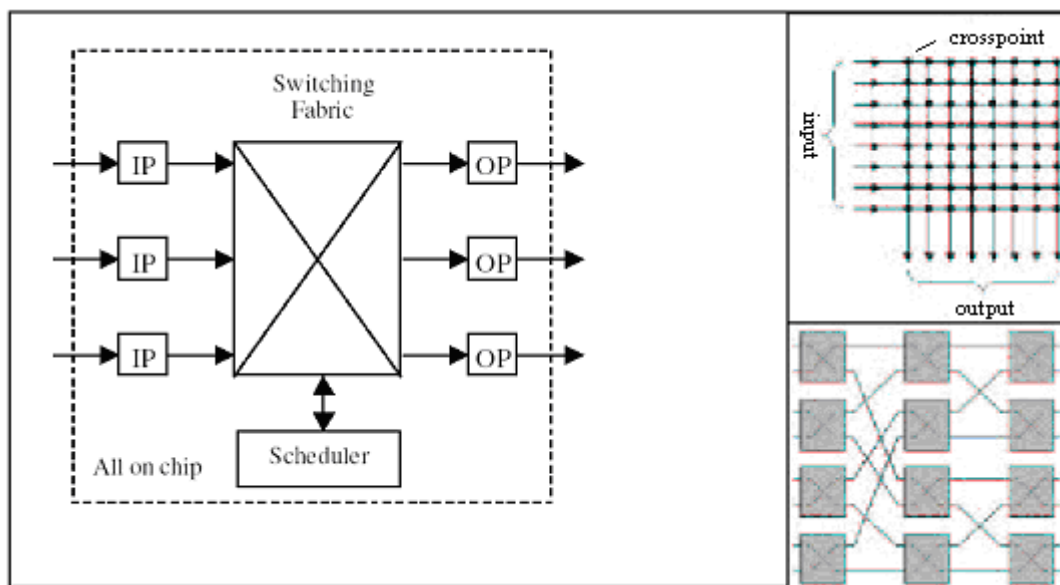 Switching
Fabric
IP
OP
IP
OP
IP
OP
Scheduler
All on chip
crosspoint
input
output